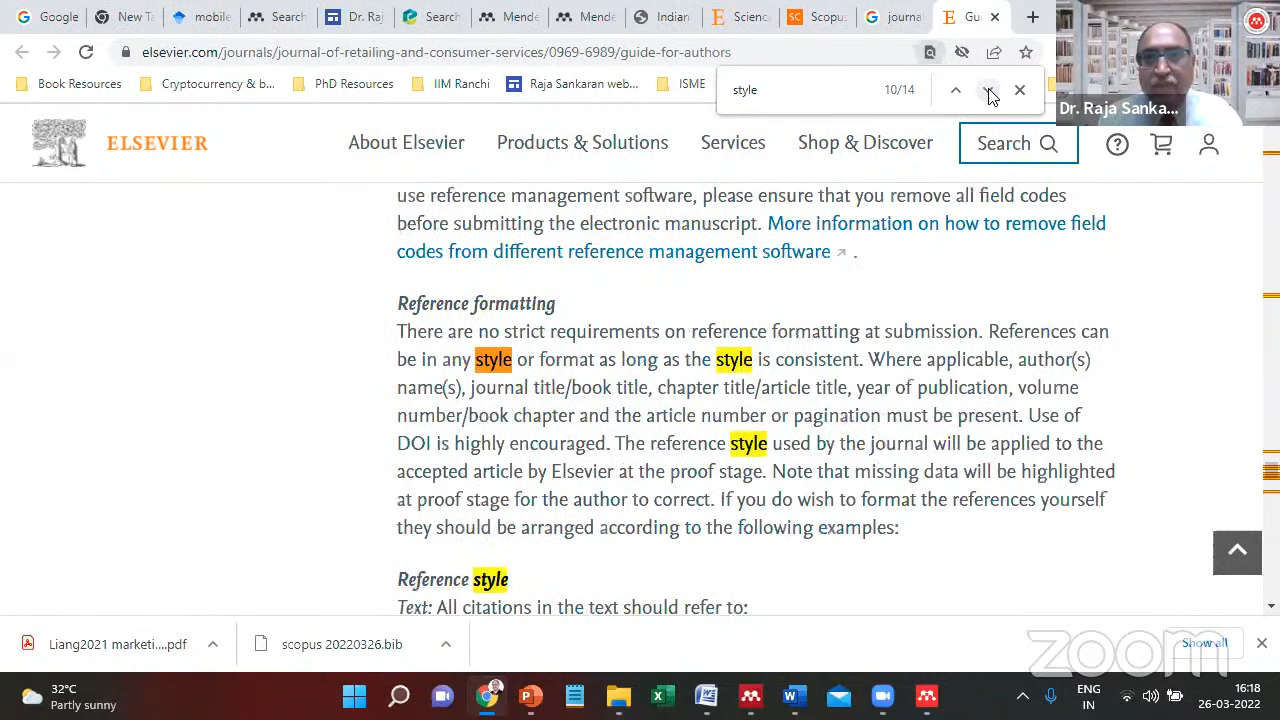 Google
New Ta
mobile
Search
Dr. Raj
Search
Mende
Mende
Indian
Scienc
Scopus
journa
Gui
elsevier.com/journals/journal-of-retailing-and-consumer-services/0969-6989/guide-for-authors
Book Resources
Cryptocurrency & b...
PhD Resources
IIM Ranchi
Raja Sankaran web...
ISME
style
10/14
Dr. Raja Sanka...
ELSEVIER
About Elsevier
Products & Solutions
Services
Shop & Discover
Search
use reference management software, please ensure that you remove all field codes
before submitting the electronic manuscript. More information on how to remove field
codes from different reference management software ↗ .
Reference formatting
There are no strict requirements on reference formatting at submission. References can
be in any style or format as long as the style is consistent. Where applicable, author(s)
name(s), journal title/book title, chapter title/article title, year of publication, volume
number/book chapter and the article number or pagination must be present. Use of
DOI is highly encouraged. The reference style used by the journal will be applied to the
accepted article by Elsevier at the proof stage. Note that missing data will be highlighted
at proof stage for the author to correct. If you do wish to format the references yourself
they should be arranged according to the following examples:
Reference style
Text: All citations in the text should refer to:
Liang2021 marketi....pdf
scopus 20220326.bib
Show all
zoom
32°C
Partly sunny
ENG
IN
16:18
26-03-2022